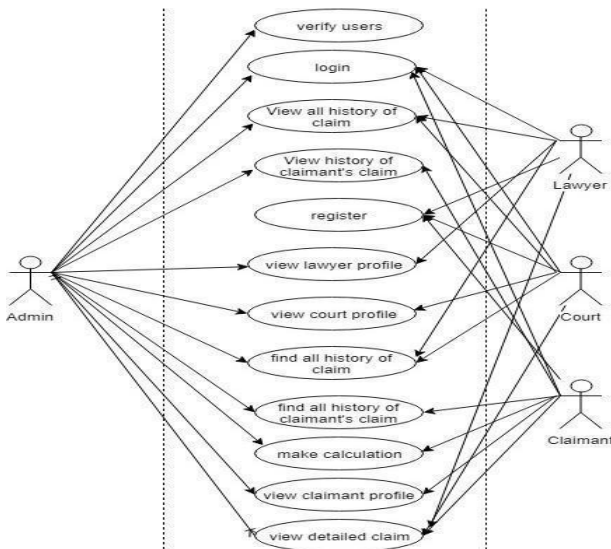 verify users
login
View all history of
claim
View history of
claimant's claim
register
view lawyer profile
view court profile
find all history of
claim
find all history of
claimant's claim
make calculation
view claimant profile
view detailed claim
Admin
Lawyer
Court
Claimant